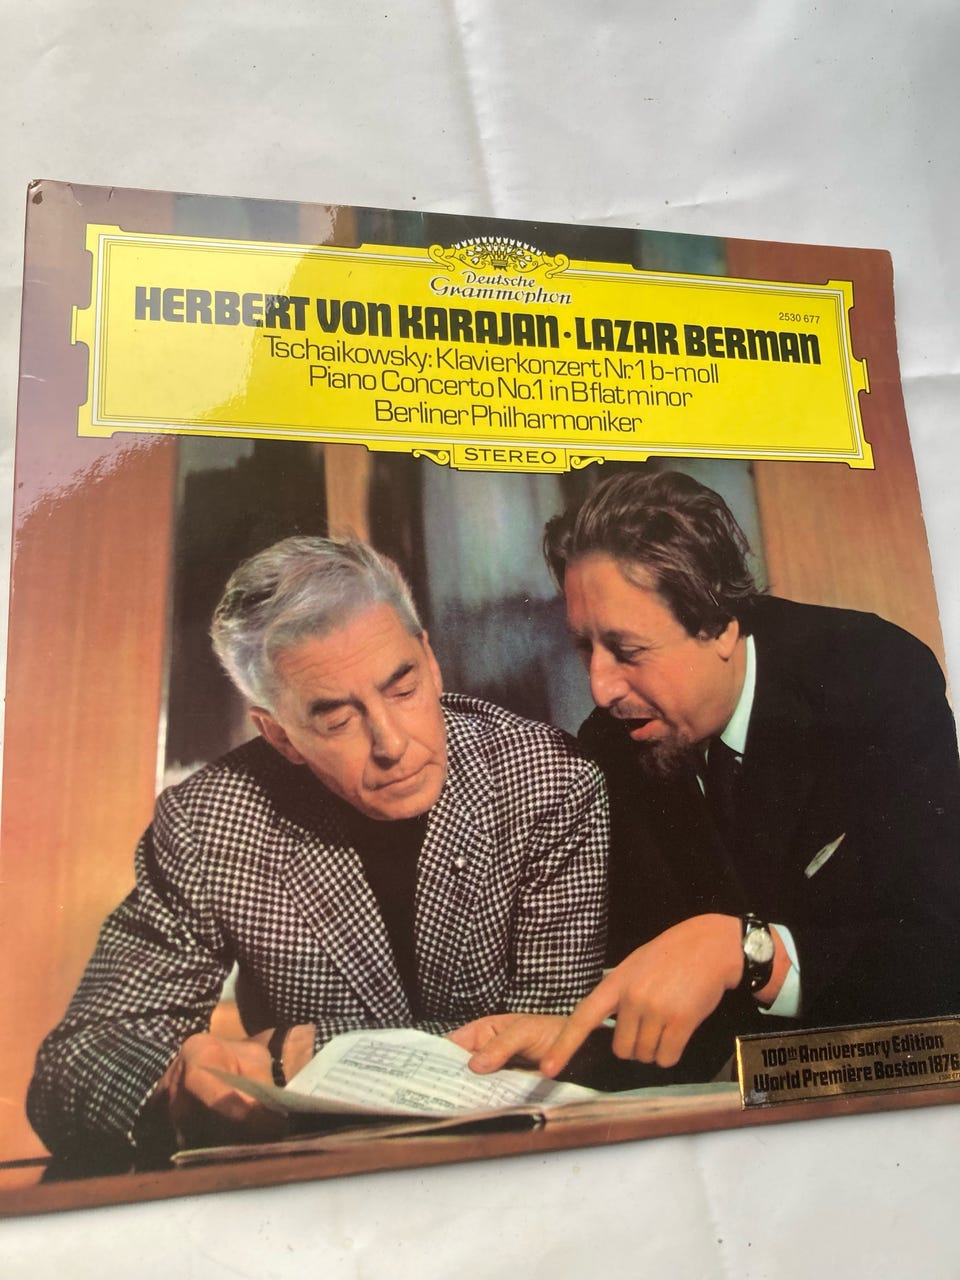 Deutsche
Grammophon
HERBERT VON KARAJAN · LAZAR BERMAN
2530 677
Tschaikowsky: Klavierkonzert Nr.1 b-moll
Piano Concerto No.1 in B flat minor
Berliner Philharmoniker
STEREO
100th Anniversary Edition
World Première Boston 1876